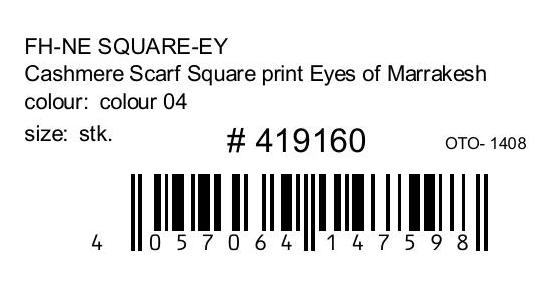 FH-NE SQUARE-EY
Cashmere Scarf Square print Eyes of Marrakesh
colour: colour 04
size: stk. # 419160 OTO- 1408
4 057064 147598